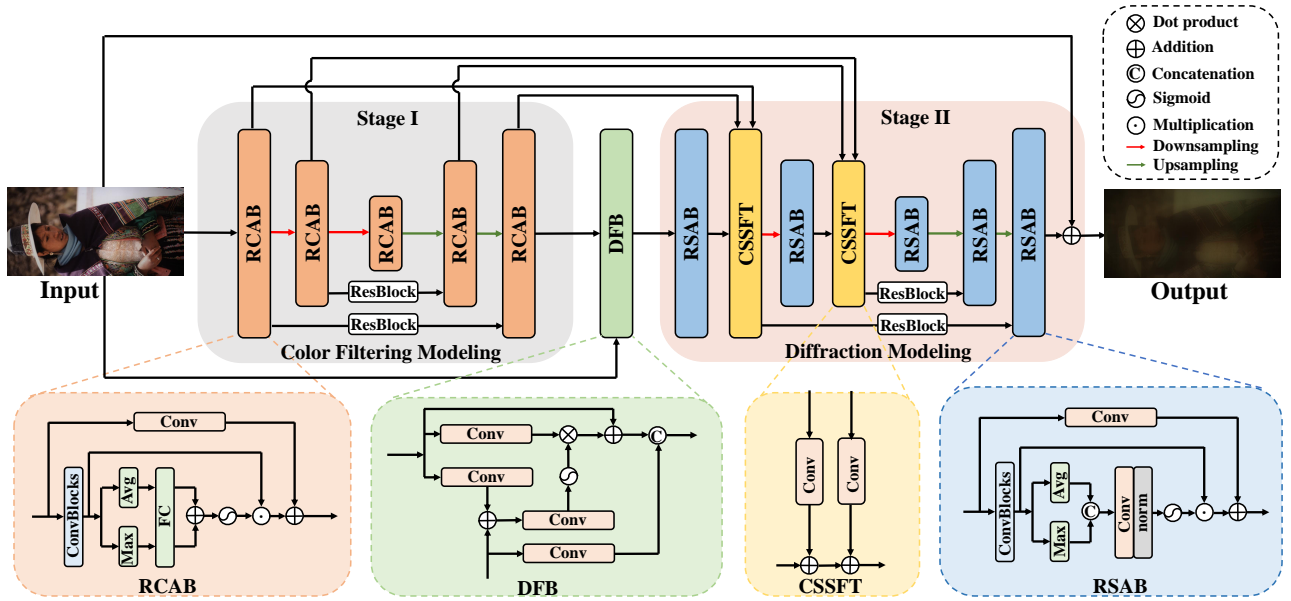 Dot product
Addition
C
Concatenation
Sigmoid
Multiplication
Downsampling
Upsampling
Stage I
Stage II
RCAB
RCAB
RCAB
RCAB
RCAB
DFB
RSAB
CSSFT
RSAB
CSSFT
RSAB
RSAB
RSAB
Input
Output
ResBlock
ResBlock
ResBlock
ResBlock
Color Filtering Modeling
Diffraction Modeling
Conv
ConvBlocks
Avg
Max
FC
RCAB
Conv
C
Conv
Conv
Conv
DFB
Conv
Conv
CSSFT
Conv
ConvBlocks
Avg
Max
C
Conv
norm
RSAB